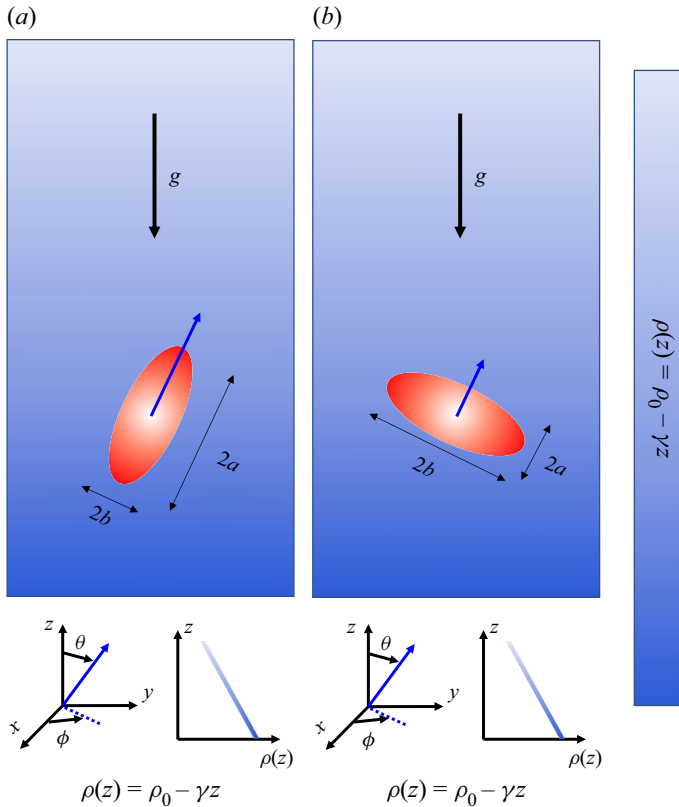 (a)
g
2a
2b
z
θ
y
x
ϕ
z
ρ(z)
ρ(z) = ρ0 – γz
(b)
g
2b
2a
z
θ
y
x
ϕ
z
ρ(z)
ρ(z) = ρ0 – γz
ρ(z) = ρ0 – γz